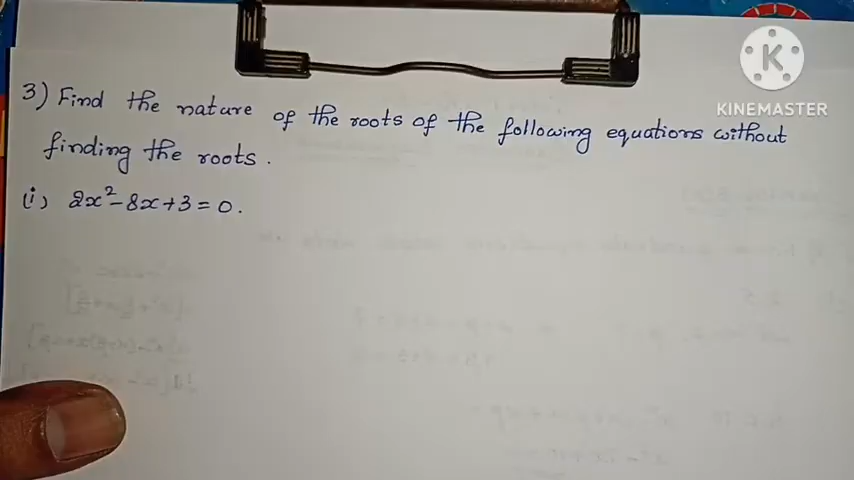 K
KINEMASTER
3) Find the nature of the roots of the following equations without
finding the roots.
(i) 2x²-8x+3=0.